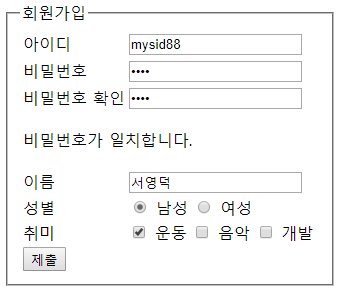 회원가입
아이디 mysid88
비밀번호 ••••
비밀번호 확인 ••••
비밀번호가 일치합니다.
이름 서영덕
성별 남성 여성
취미 운동 음악 개발
제출